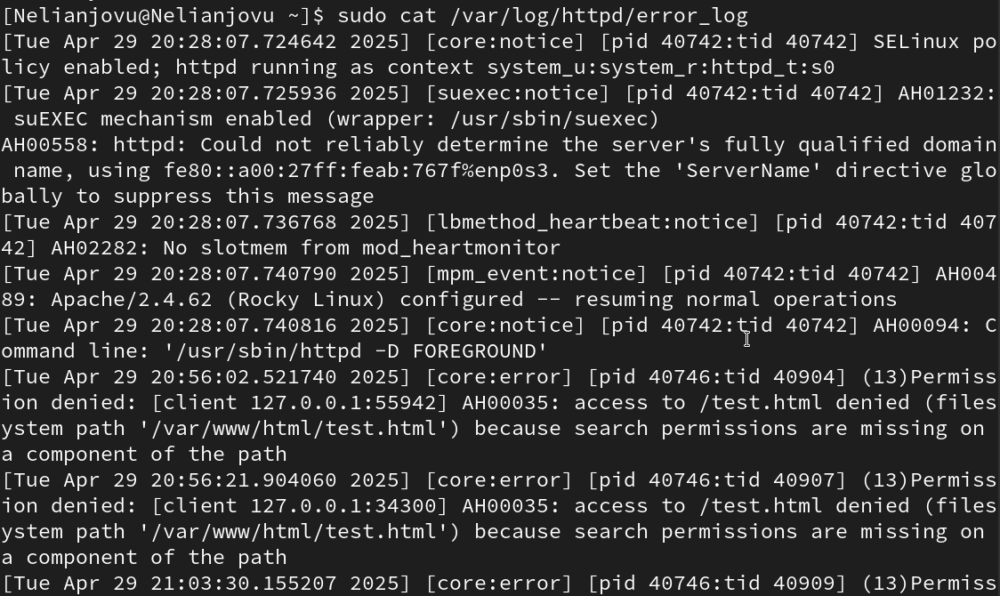 [Nelianjovu@Nelianjovu ~]$ sudo cat /var/log/httpd/error_log
[Tue Apr 29 20:28:07.724642 2025] [core:notice] [pid 40742:tid 40742] SELinux po
licy enabled; httpd running as context system_u:system_r:httpd_t:s0
[Tue Apr 29 20:28:07.725936 2025] [suexec:notice] [pid 40742:tid 40742] AH01232:
 suEXEC mechanism enabled (wrapper: /usr/sbin/suexec)
AH00558: httpd: Could not reliably determine the server's fully qualified domain
 name, using fe80::a00:27ff:feab:767f%enp0s3. Set the 'ServerName' directive glo
bally to suppress this message
[Tue Apr 29 20:28:07.736768 2025] [lbmethod_heartbeat:notice] [pid 40742:tid 407
42] AH02282: No slotmem from mod_heartmonitor
[Tue Apr 29 20:28:07.740790 2025] [mpm_event:notice] [pid 40742:tid 40742] AH004
89: Apache/2.4.62 (Rocky Linux) configured -- resuming normal operations
[Tue Apr 29 20:28:07.740816 2025] [core:notice] [pid 40742:tid 40742] AH00094: C
ommand line: '/usr/sbin/httpd -D FOREGROUND'
[Tue Apr 29 20:56:02.521740 2025] [core:error] [pid 40746:tid 40904] (13)Permiss
ion denied: [client 127.0.0.1:55942] AH00035: access to /test.html denied (files
ystem path '/var/www/html/test.html') because search permissions are missing on
a component of the path
[Tue Apr 29 20:56:21.904060 2025] [core:error] [pid 40746:tid 40907] (13)Permiss
ion denied: [client 127.0.0.1:34300] AH00035: access to /test.html denied (files
ystem path '/var/www/html/test.html') because search permissions are missing on
a component of the path
[Tue Apr 29 21:03:30.155207 2025] [core:error] [pid 40746:tid 40909] (13)Permiss